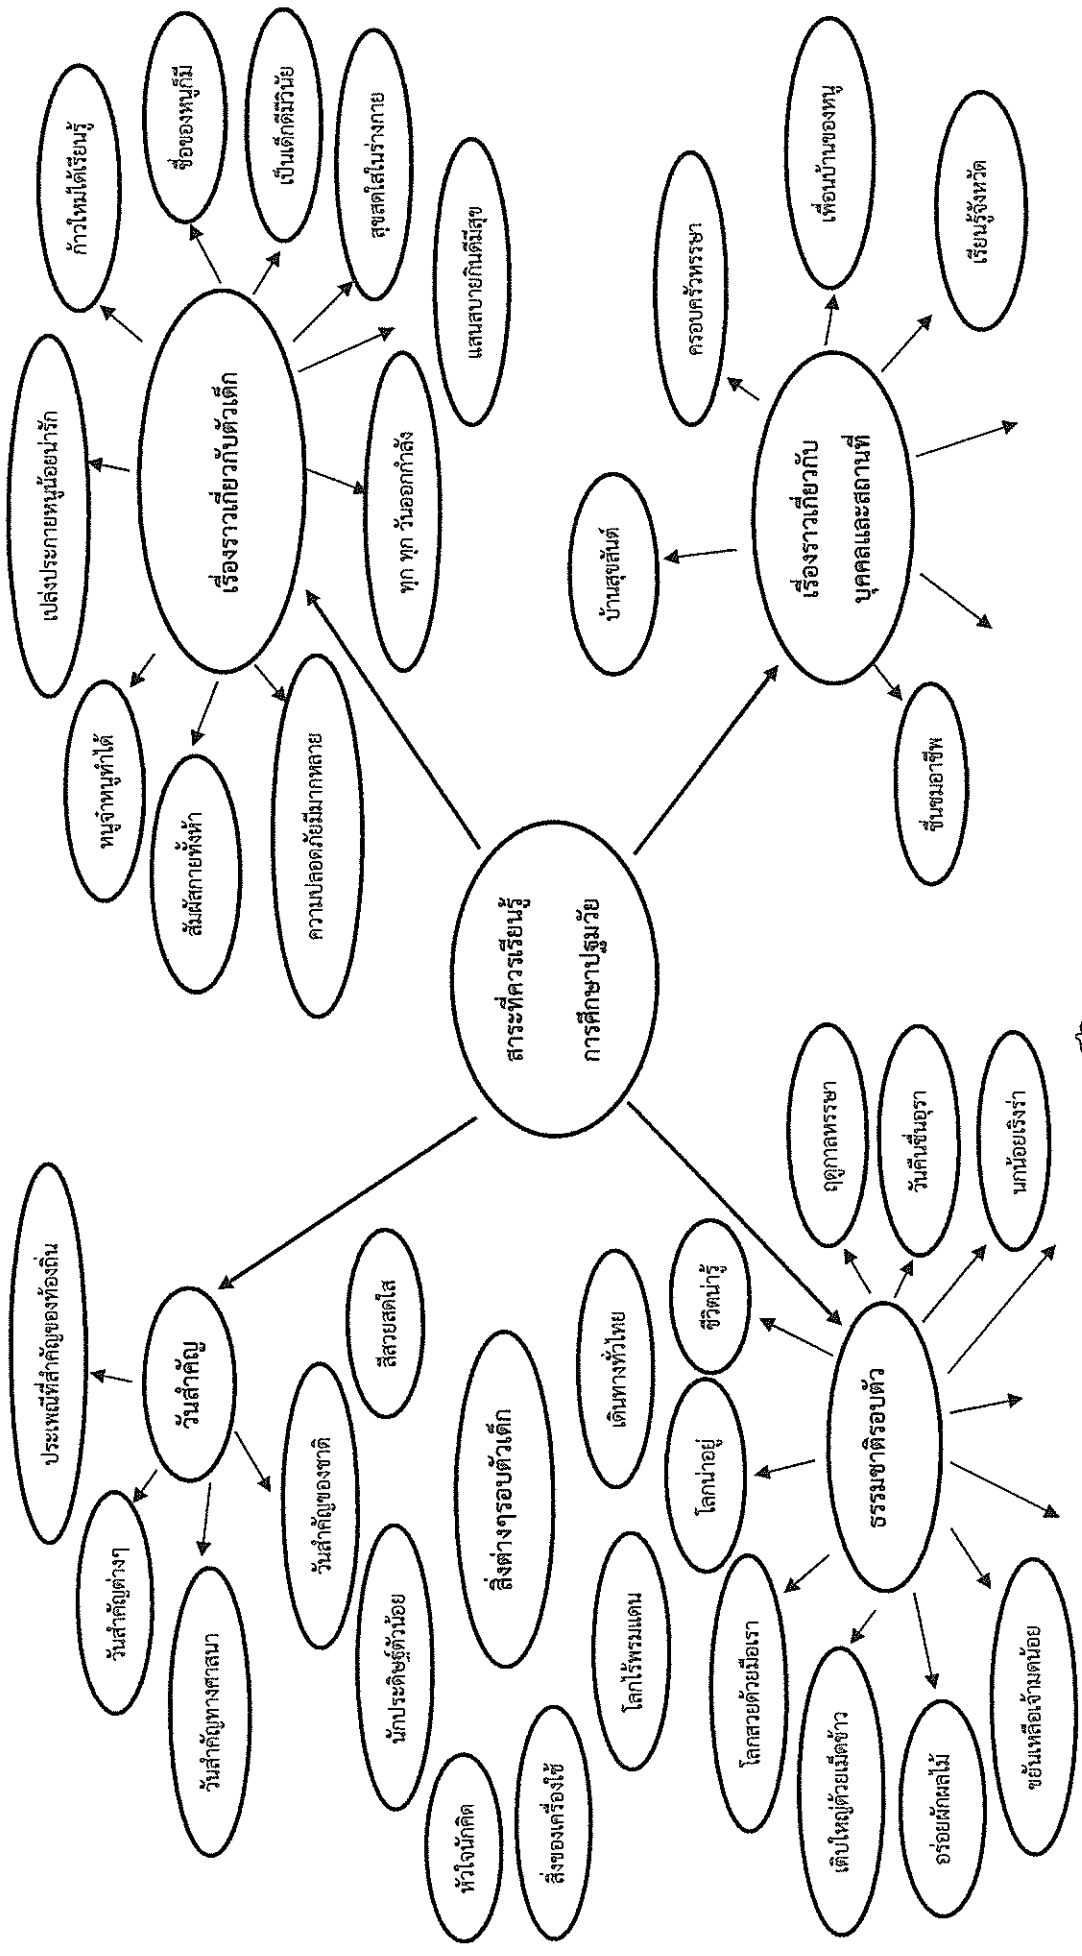 ประเพณีที่สำคัญของท้องถิ่น
วันสำคัญต่างๆ
วันสำคัญ
วันสำคัญทางศาสนา
วันสำคัญของชาติ
เปล่งประกายหนูน้อยน่ารัก
ก้าวใหม่ได้เรียนรู้
หนูจ๋าหนูทำได้
ชื่อของหนูก็มี
สัมผัสกายทั้งห้า
เรื่องราวเกี่ยวกับตัวเด็ก
เป็นเด็กดีมีวินัย
ความปลอดภัยมีมากหลาย
สุขสดใสในร่างกาย
ทุก ทุก วันออกกำลัง
แสนสบายกินดีมีสุข
สาระที่ควรเรียนรู้
การศึกษาปฐมวัย
สีสวยสดใส
นักประดิษฐ์ตัวน้อย
หัวใจนักคิด
สิ่งต่างๆรอบตัวเด็ก
สิ่งของเครื่องใช้
เดินทางทั่วไทย
โลกไร้พรมแดน
บ้านสุขสันต์
ครอบครัวหรรษา
เรื่องราวเกี่ยวกับ
บุคคลและสถานที่
เพื่อนบ้านของหนู
เรียนรู้จังหวัด
ชื่นชมอาชีพ
ชีวิตน่ารู้
โลกน่าอยู่
โลกสวยด้วยมือเรา
เติบใหญ่ด้วยเม็ดข้าว
ธรรมชาติรอบตัว
ฤดูกาลหรรษา
วันคืนชื่นอุรา
นกน้อยเริงร่า
อร่อยผักผลไม้
ขยันเหลือเจ้ามดน้อย